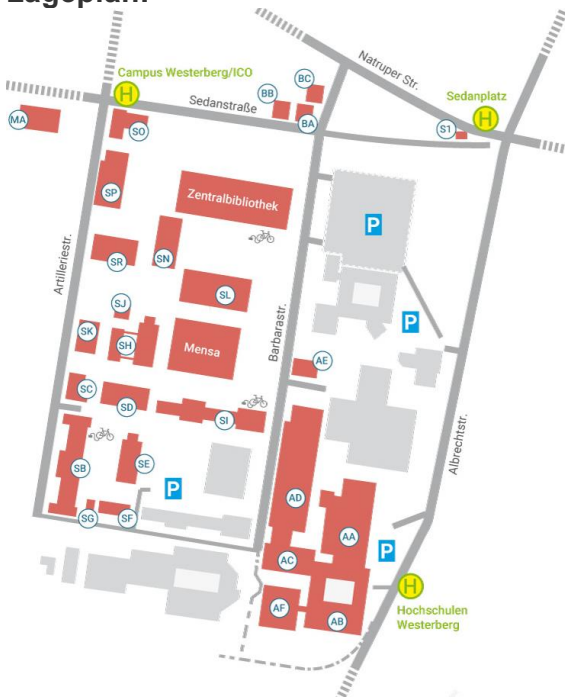 Lageplan
Campus Westerberg/ICO
H
Sedanstraße
BC
BB
BA
Natruper Str.
Sedanplatz
H
S1
MA
SO
SP
Zentralbibliothek
P
Artilleriestr.
SR
SN
SL
SJ
P
SK
SH
Mensa
Barbarastr.
AE
SC
SD
SI
Albrechtstr.
SB
SE
P
AD
AA
SG
SF
AC
P
H
AF
AB
Hochschulen
Westerberg